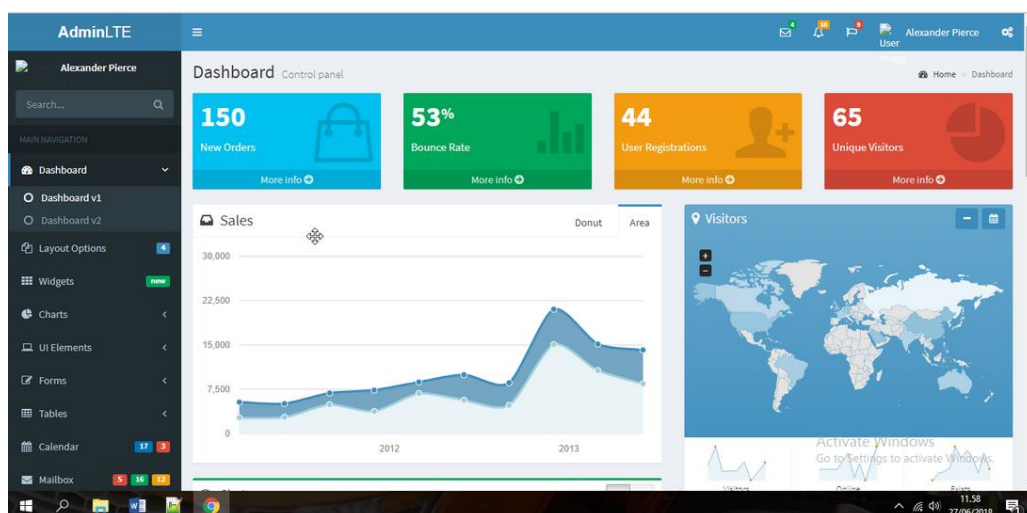 AdminLTE
4
10
9
User
Alexander Pierce
Alexander Pierce
Search...
MAIN NAVIGATION
Dashboard
Dashboard v1
Dashboard v2
Layout Options 4
Widgets new
Charts
UI Elements
Forms
Tables
Calendar 17 3
Mailbox 5 16 12
Dashboard Control panel
Home > Dashboard
150
New Orders
More info
53%
Bounce Rate
More info
44
User Registrations
More info
65
Unique Visitors
More info
Sales
Donut Area
30,000
22,500
15,000
7,500
0
2012 2013
Visitors
+
-
Activate Windows
Go to Settings to activate Windows.
Visitors Online Exists
11.58
27/06/2018